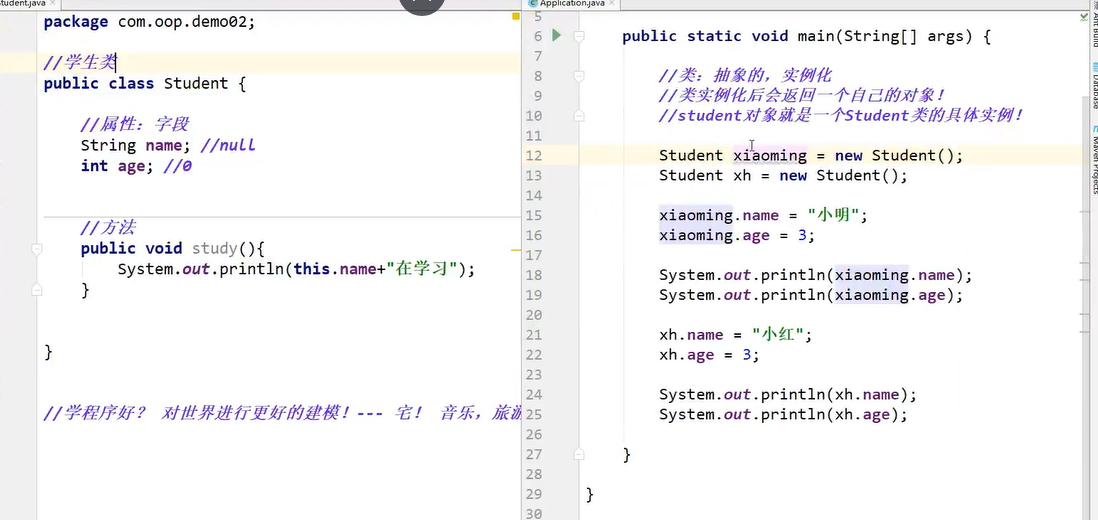 Student.java
package com.oop.demo02;
//学生类
public class Student {
//属性：字段
String name; //null
int age; //0
//方法
public void study(){
System.out.println(this.name+"在学习");
}
}
//学程序好？ 对世界进行更好的建模！--- 宅！ 音乐，旅游
Application.java
5
6 public static void main(String[] args) {
7
8 //类：抽象的，实例化
9 //类实例化后会返回一个自己的对象！
10 //student对象就是一个Student类的具体实例！
11
12 Student xiaoming = new Student();
13 Student xh = new Student();
14
15 xiaoming.name = "小明";
16 xiaoming.age = 3;
17
18 System.out.println(xiaoming.name);
19 System.out.println(xiaoming.age);
20
21 xh.name = "小红";
22 xh.age = 3;
23
24 System.out.println(xh.name);
25 System.out.println(xh.age);
26
27 }
28
29 }
30
Ant Build
Database
Maven Projects